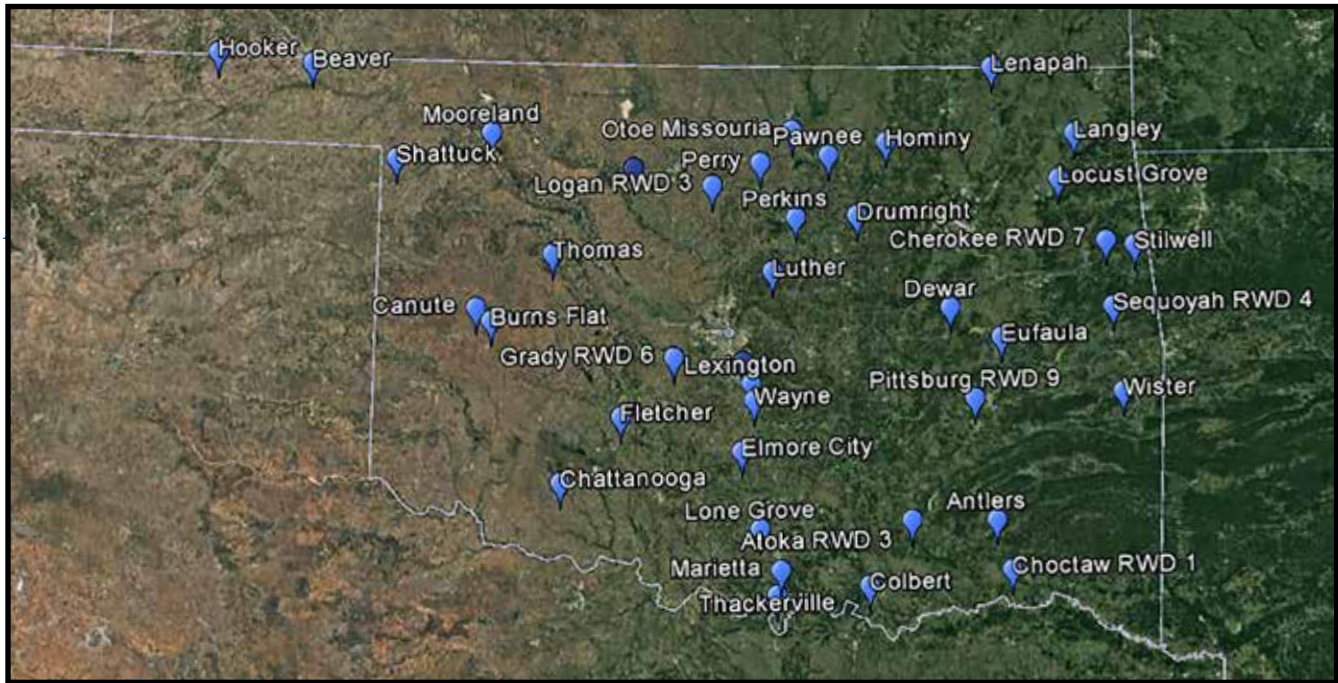 Hooker
Beaver
Lenapah
Mooreland
Otoe Missouria
Pawnee
Hominy
Langley
Shattuck
Perry
Logan RWD 3
Locust Grove
Perkins
Drumright
Cherokee RWD 7
Stilwell
Thomas
Luther
Dewar
Canute
Burns Flat
Sequoyah RWD 4
Eufaula
Grady RWD 6
Lexington
Pittsburg RWD 9
Wister
Wayne
Fletcher
Elmore City
Chattanooga
Lone Grove
Antlers
Atoka RWD 3
Marietta
Choctaw RWD 1
Colbert
Thackerville